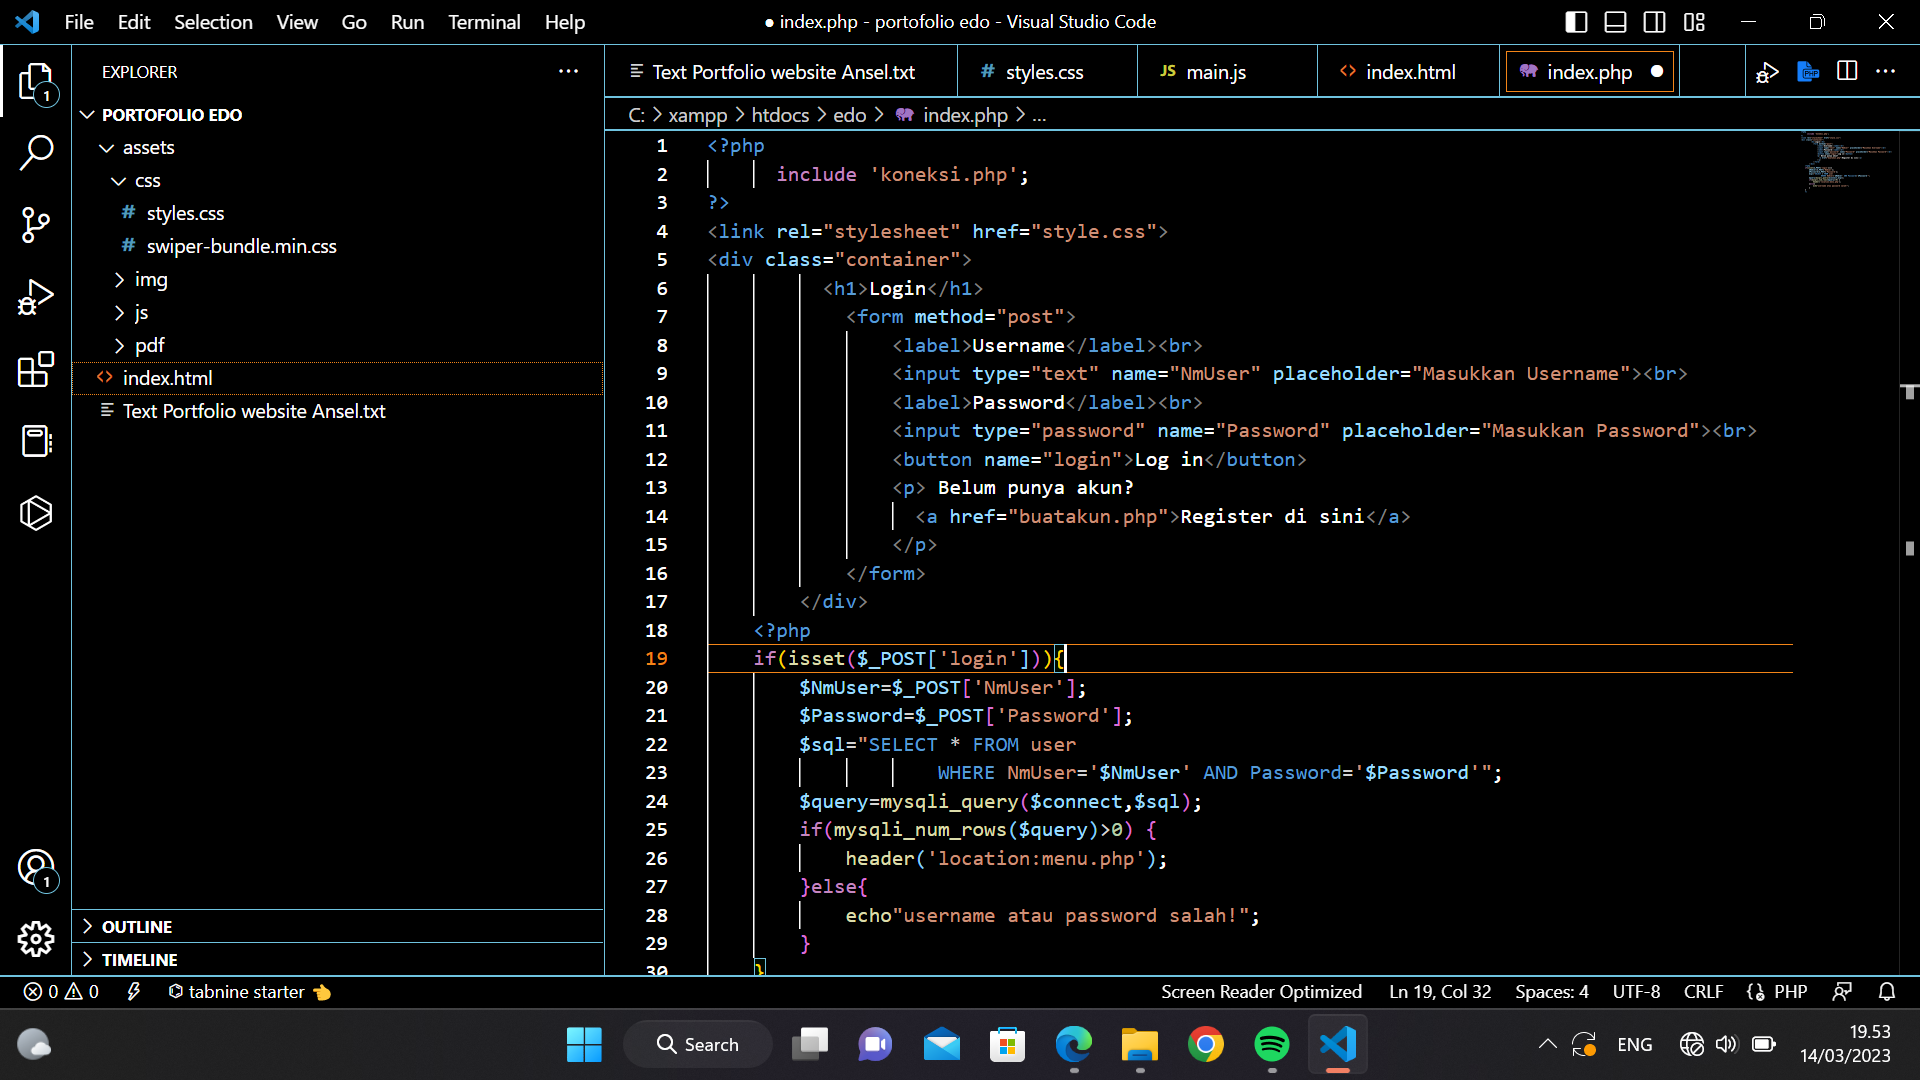 File Edit Selection View Go Run Terminal Help
● index.php - portofolio edo - Visual Studio Code
EXPLORER
1
PORTOFOLIO EDO
assets
css
# styles.css
# swiper-bundle.min.css
img
js
pdf
<> index.html
Text Portfolio website Ansel.txt
OUTLINE
TIMELINE
1
Text Portfolio website Ansel.txt # styles.css JS main.js <> index.html index.php ●
C: > xampp > htdocs > edo > index.php > ...
1 <?php
2 include 'koneksi.php';
3 ?>
4 <link rel="stylesheet" href="style.css">
5 <div class="container">
6 <h1>Login</h1>
7 <form method="post">
8 <label>Username</label><br>
9 <input type="text" name="NmUser" placeholder="Masukkan Username"><br>
10 <label>Password</label><br>
11 <input type="password" name="Password" placeholder="Masukkan Password"><br>
12 <button name="login">Log in</button>
13 <p> Belum punya akun?
14 <a href="buatakun.php">Register di sini</a>
15 </p>
16 </form>
17 </div>
18 <?php
19 if(isset($_POST['login'])){
20 $NmUser=$_POST['NmUser'];
21 $Password=$_POST['Password'];
22 $sql="SELECT * FROM user
23 WHERE NmUser='$NmUser' AND Password='$Password'";
24 $query=mysqli_query($connect,$sql);
25 if(mysqli_num_rows($query)>0) {
26 header('location:menu.php');
27 }else{
28 echo"username atau password salah!";
29 }
30 }
0 0 tabnine starter 👈 Screen Reader Optimized Ln 19, Col 32 Spaces: 4 UTF-8 CRLF PHP
Search ENG 19.53
14/03/2023